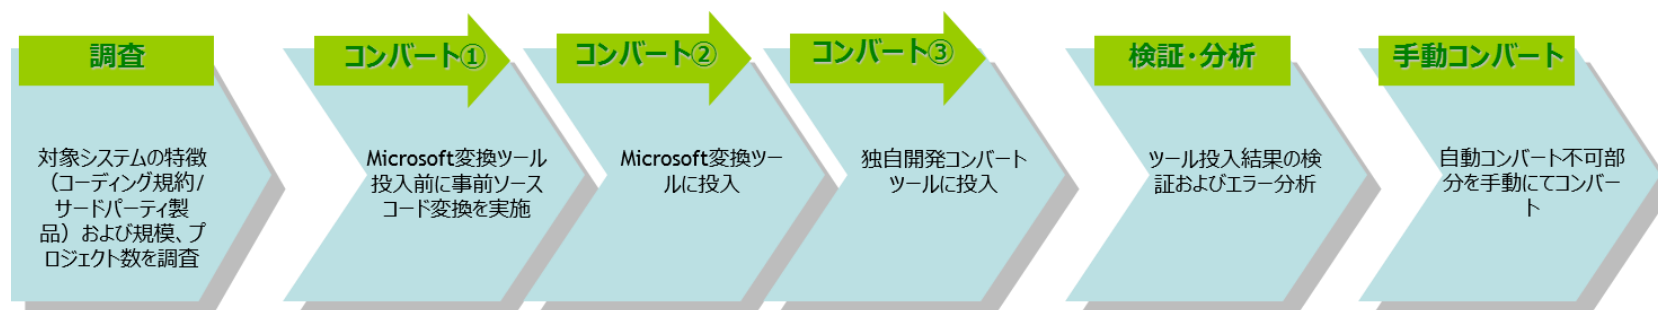 調査
対象システムの特徴
（コーディング規約/
サードパーティ製
品）および規模、プ
ロジェクト数を調査
コンバート①
Microsoft変換ツール
投入前に事前ソース
コード変換を実施
コンバート②
Microsoft変換ツー
ルに投入
コンバート③
独自開発コンバート
ツールに投入
検証・分析
ツール投入結果の検
証およびエラー分析
手動コンバート
自動コンバート不可部
分を手動にてコンバー
ト